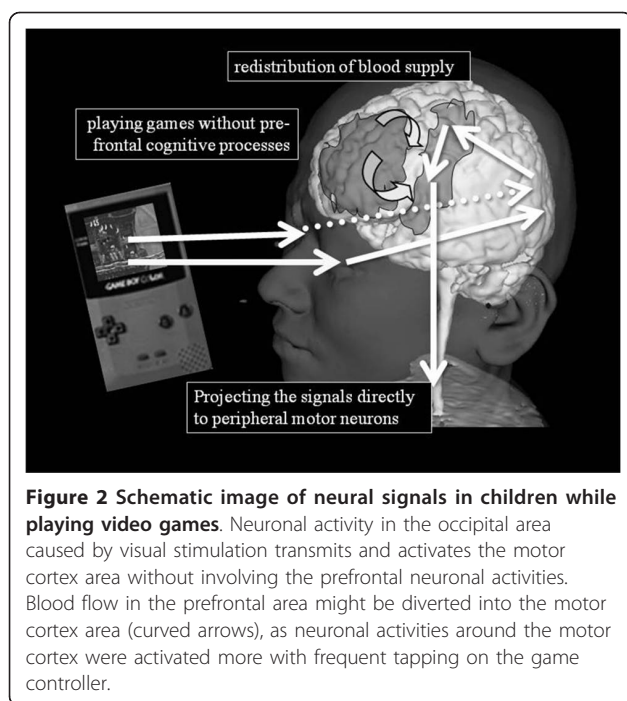 redistribution of blood supply
playing games without pre-
frontal cognitive processes
GAME BOY COLOR
Projecting the signals directly
to peripheral motor neurons
Figure 2 Schematic image of neural signals in children while
playing video games. Neuronal activity in the occipital area
caused by visual stimulation transmits and activates the motor
cortex area without involving the prefrontal neuronal activities.
Blood flow in the prefrontal area might be diverted into the motor
cortex area (curved arrows), as neuronal activities around the motor
cortex were activated more with frequent tapping on the game
controller.